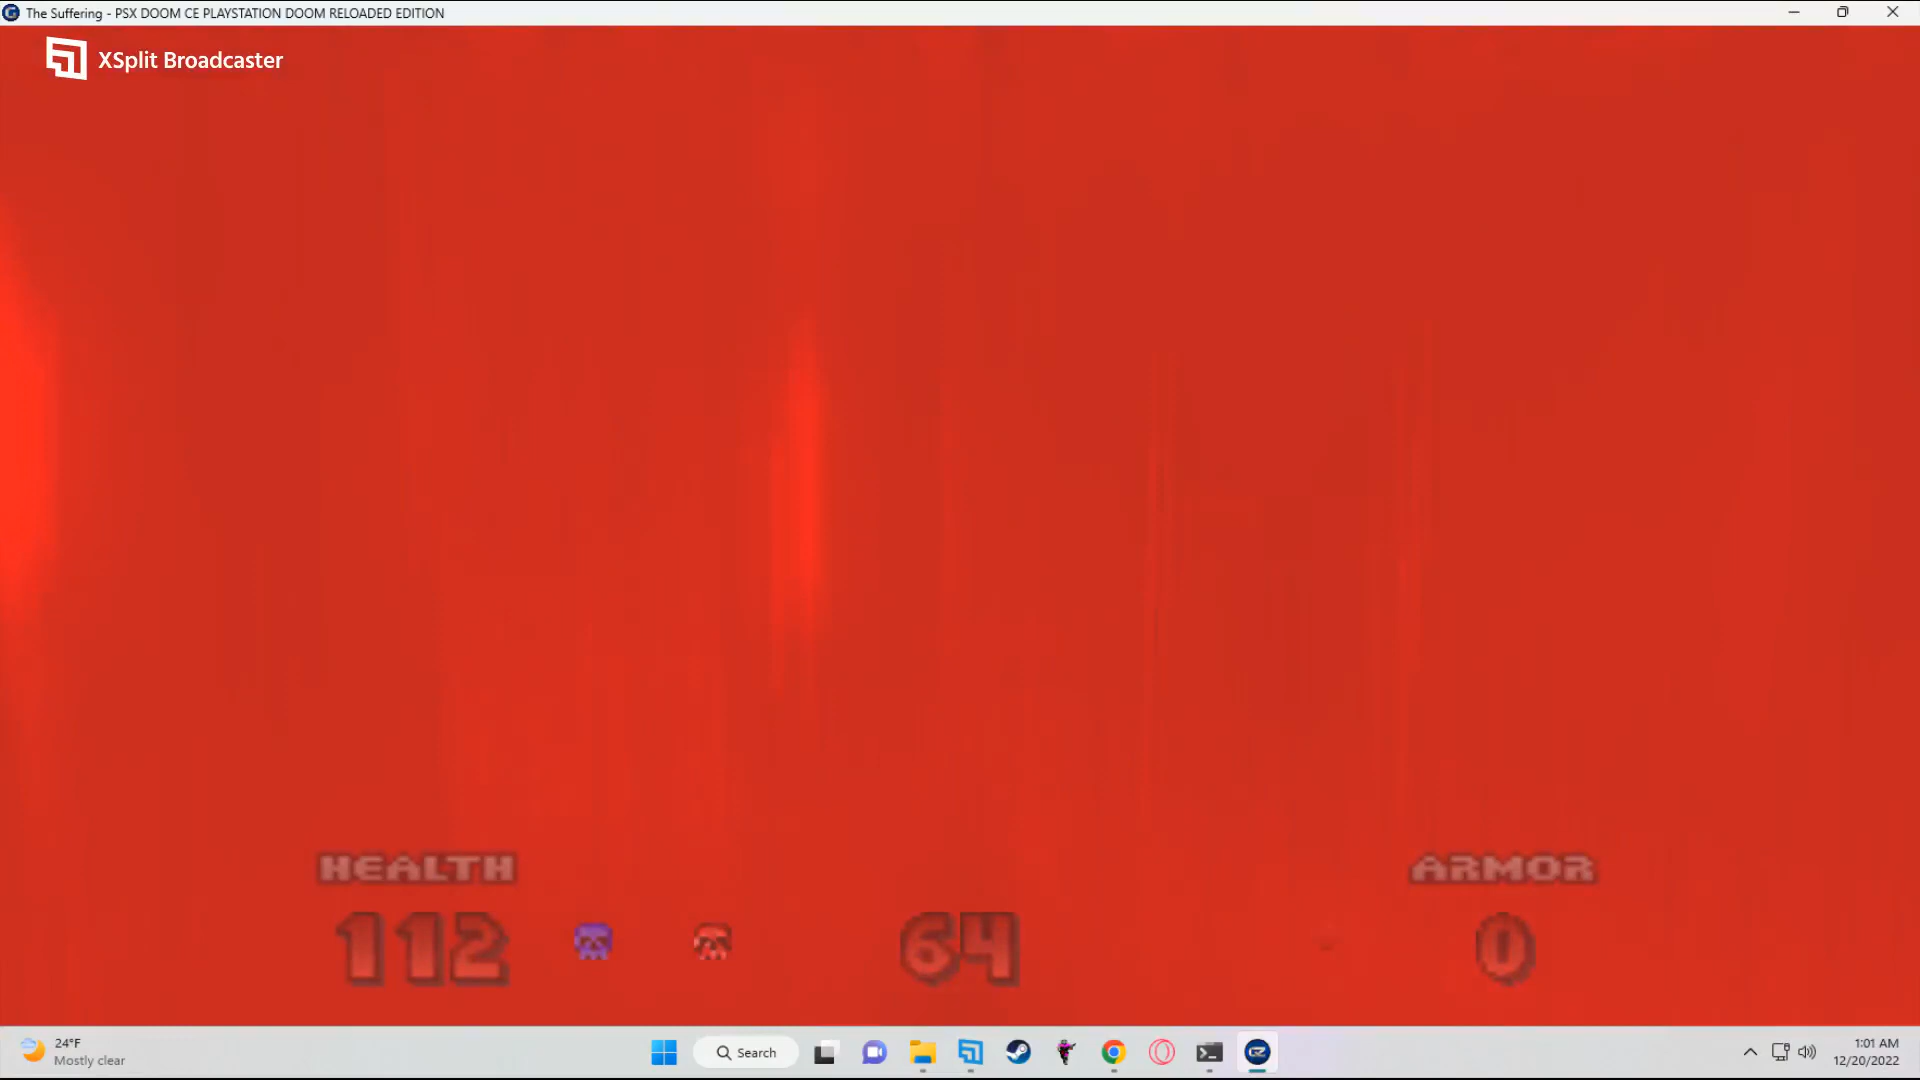 The Suffering - PSX DOOM CE PLAYSTATION DOOM RELOADED EDITION
XSplit Broadcaster
HEALTH
ARMOR
112
64
0
24°F
Mostly clear
Search
1:01 AM
12/20/2022